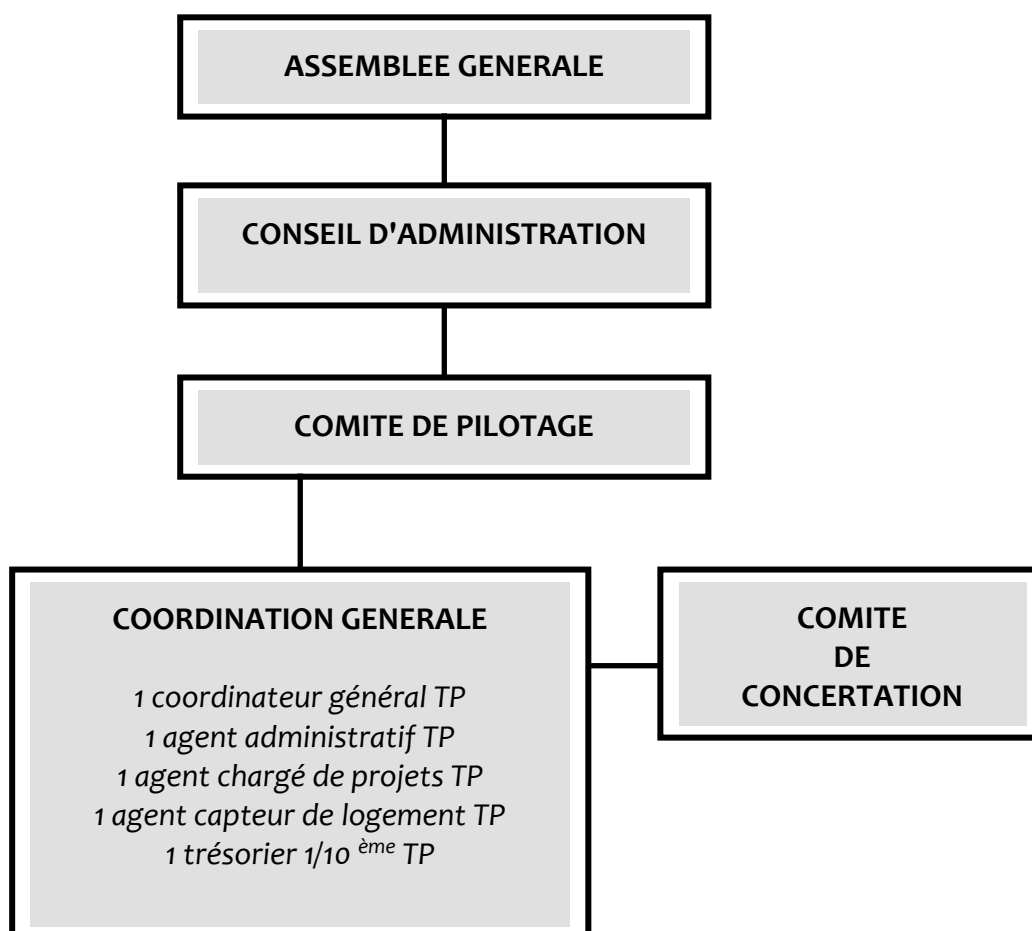 ASSEMBLEE GENERALE
CONSEIL D'ADMINISTRATION
COMITE DE PILOTAGE
COORDINATION GENERALE
1 coordinateur général TP
1 agent administratif TP
1 agent chargé de projets TP
1 agent capteur de logement TP
1 trésorier 1/10 ème TP
COMITE
DE
CONCERTATION